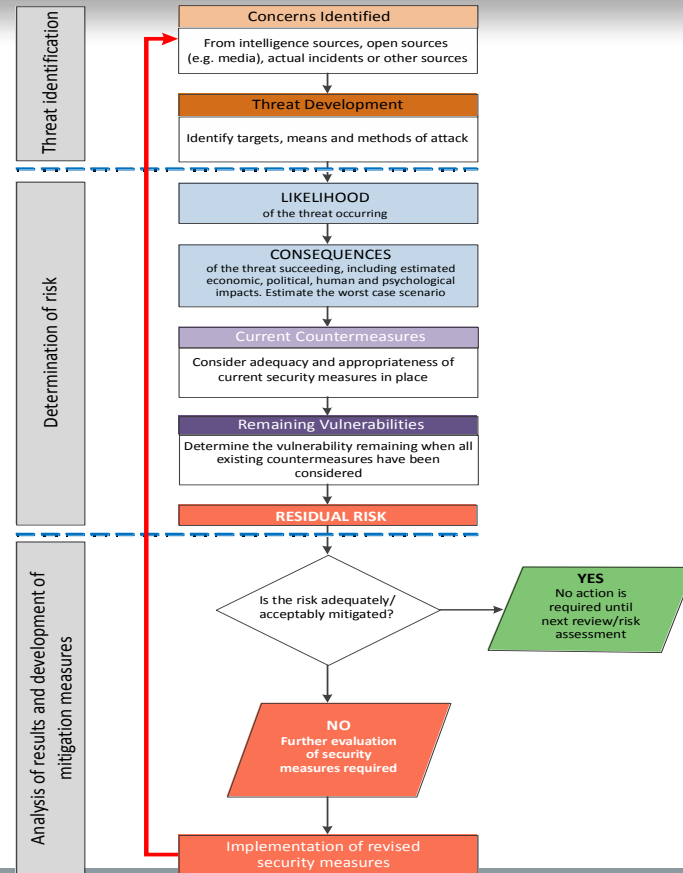 Threat identification
Concerns Identified
From intelligence sources, open sources
(e.g. media), actual incidents or other sources
Threat Development
Identify targets, means and methods of attack
Determination of risk
LIKELIHOOD
of the threat occurring
CONSEQUENCES
of the threat succeeding, including estimated
economic, political, human and psychological
impacts. Estimate the worst case scenario
Current Countermeasures
Consider adequacy and appropriateness of
current security measures in place
Remaining Vulnerabilities
Determine the vulnerability remaining when all
existing countermeasures have been
considered
RESIDUAL RISK
Analysis of results and development of
mitigation measures
Is the risk adequately/
acceptably mitigated?
YES
No action is
required until
next review/risk
assessment
NO
Further evaluation
of security
measures required
Implementation of revised
security measures